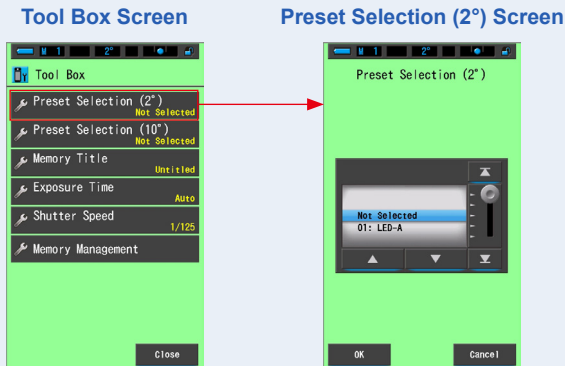 Tool Box Screen
Preset Selection (2°) Screen
M 1 2°
Tool Box
Preset Selection (2°)
Not Selected
Preset Selection (10°)
Not Selected
Memory Title
Untitled
Exposure Time
Auto
Shutter Speed
1/125
Memory Management
Close
M 1 2°
Preset Selection (2°)
Not Selected
01: LED-A
OK
Cancel